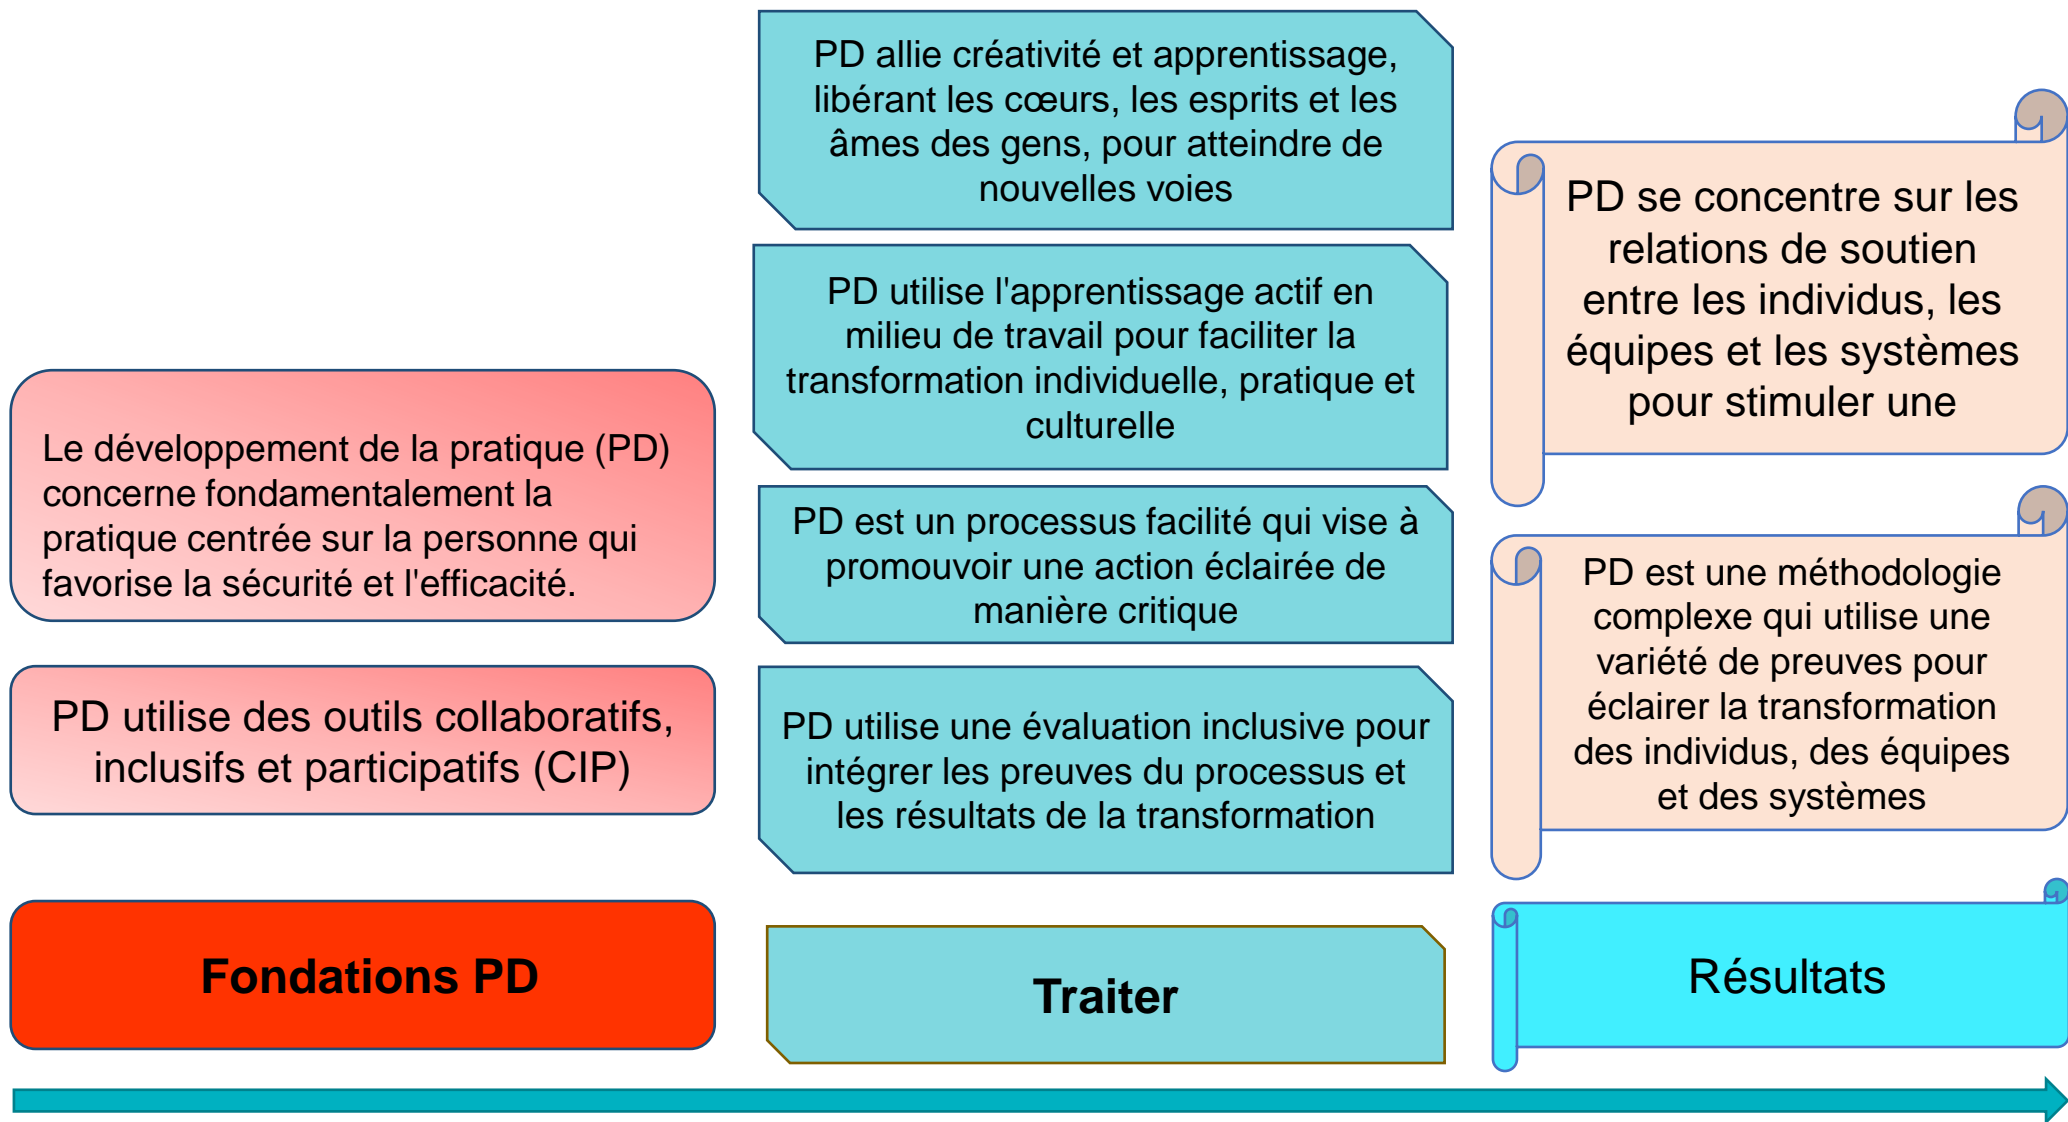 Le développement de la pratique (PD)
concerne fondamentalement la
pratique centrée sur la personne qui
favorise la sécurité et l'efficacité.
PD utilise des outils collaboratifs,
inclusifs et participatifs (CIP)
Fondations PD
PD allie créativité et apprentissage,
libérant les cœurs, les esprits et les
âmes des gens, pour atteindre de
nouvelles voies
PD utilise l'apprentissage actif en
milieu de travail pour faciliter la
transformation individuelle, pratique et
culturelle
PD est un processus facilité qui vise à
promouvoir une action éclairée de
manière critique
PD utilise une évaluation inclusive pour
intégrer les preuves du processus et
les résultats de la transformation
Traiter
PD se concentre sur les
relations de soutien
entre les individus, les
équipes et les systèmes
pour stimuler une
PD est une méthodologie
complexe qui utilise une
variété de preuves pour
éclairer la transformation
des individus, des équipes
et des systèmes
Résultats